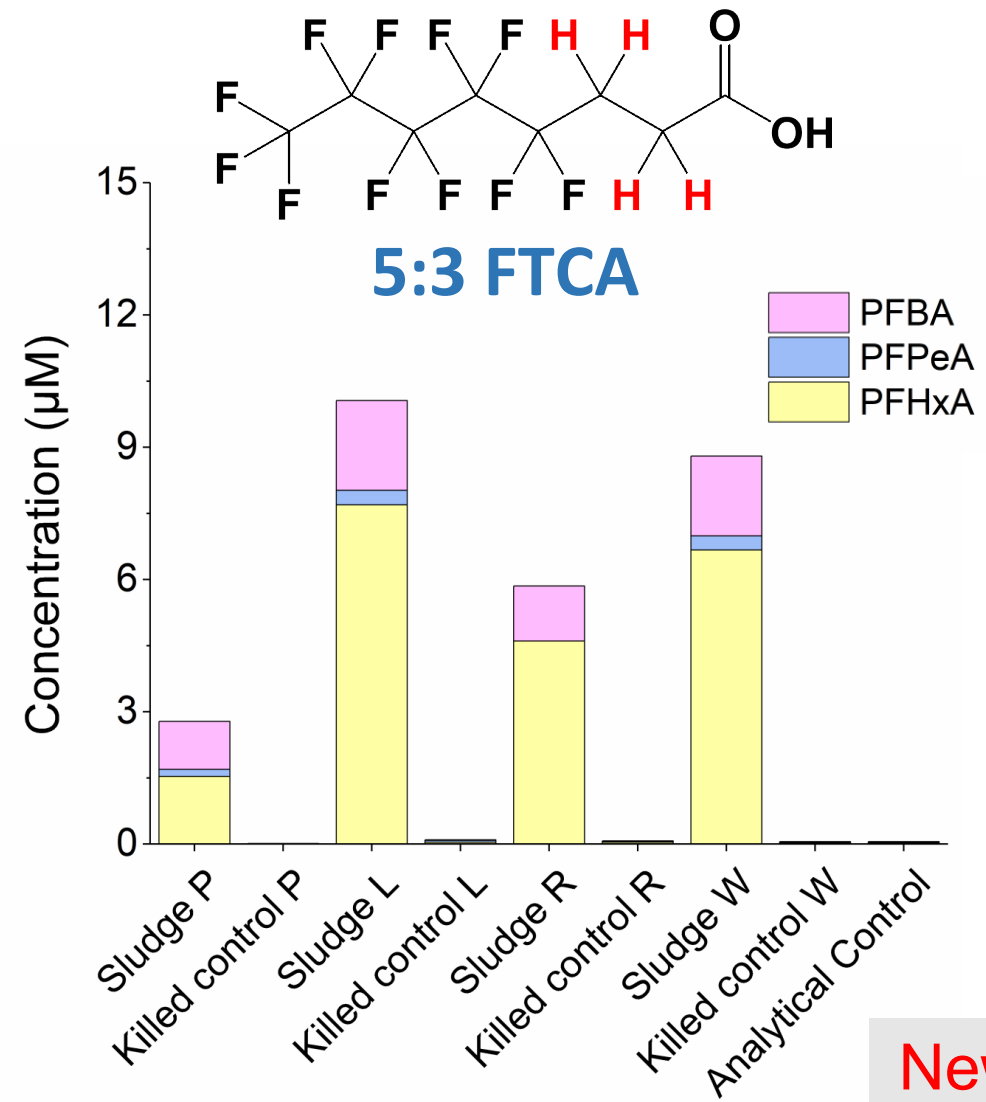 F F F F H H O
F OH
F F F F F F H H
5:3 FTCA
Concentration (μM)
15
12
9
6
3
0
PFBA
PFPeA
PFHxA
Sludge P
Killed control P
Sludge L
Killed control L
Sludge R
Killed control R
Sludge W
Killed control W
Analytical Control